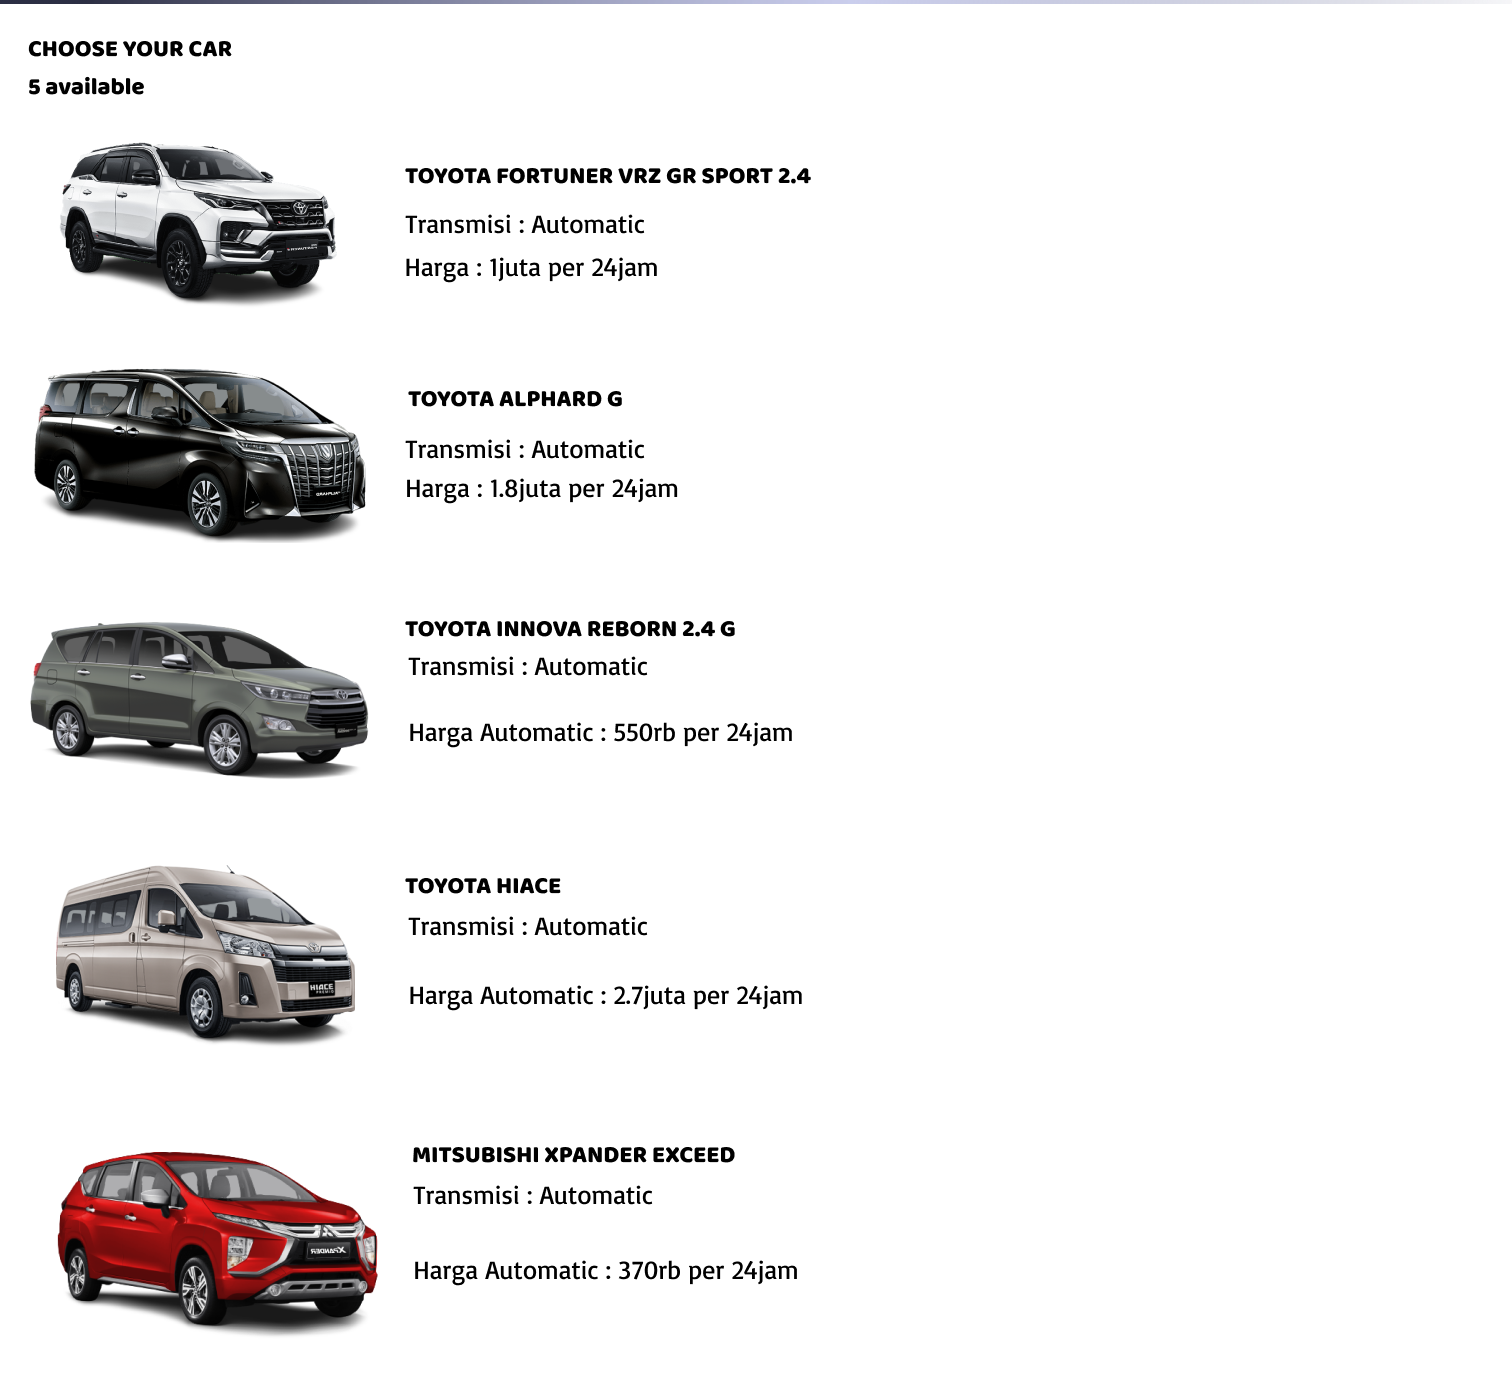 CHOOSE YOUR CAR
5 available
TOYOTA FORTUNER VRZ GR SPORT 2.4
Transmisi : Automatic
Harga : 1juta per 24jam
TOYOTA ALPHARD G
Transmisi : Automatic
Harga : 1.8juta per 24jam
TOYOTA INNOVA REBORN 2.4 G
Transmisi : Automatic
Harga Automatic : 550rb per 24jam
TOYOTA HIACE
Transmisi : Automatic
HIACE
PREMIO
Harga Automatic : 2.7juta per 24jam
MITSUBISHI XPANDER EXCEED
Transmisi : Automatic
XPANDER
Harga Automatic : 370rb per 24jam